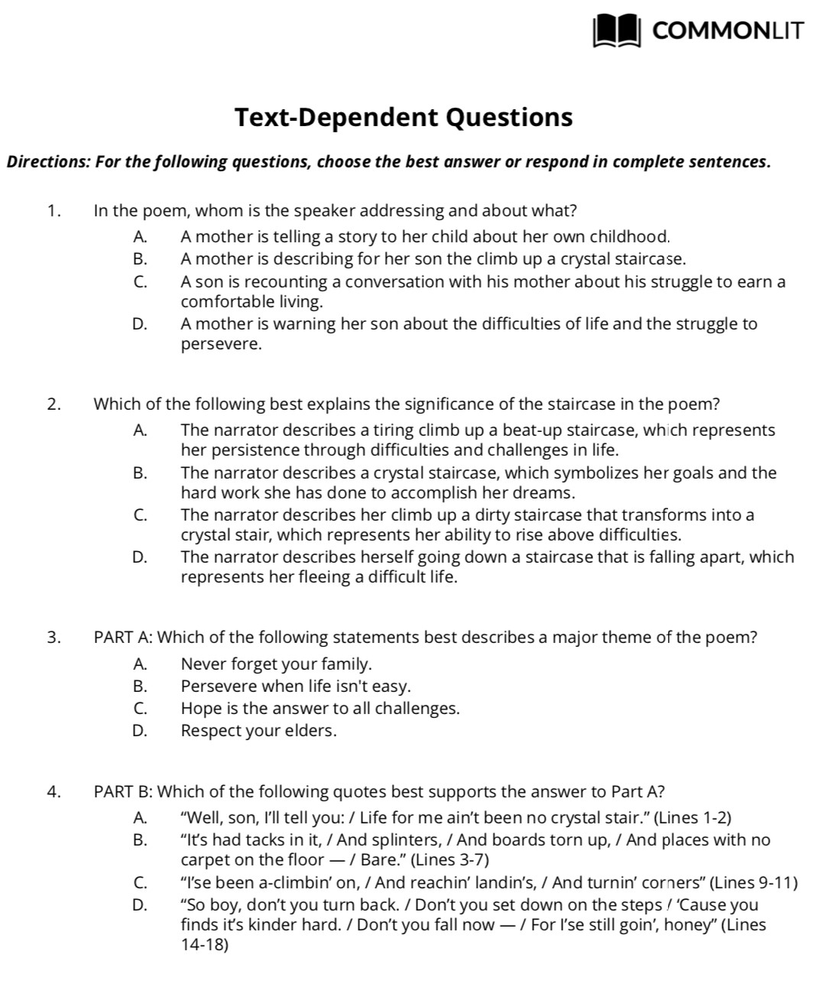 COMMONLIT
Text-Dependent Questions
Directions: For the following questions, choose the best answer or respond in complete sentences.
1. In the poem, whom is the speaker addressing and about what?
A. A mother is telling a story to her child about her own childhood.
B. A mother is describing for her son the climb up a crystal staircase.
C. A son is recounting a conversation with his mother about his struggle to earn a
comfortable living.
D. A mother is warning her son about the difficulties of life and the struggle to
persevere.
2. Which of the following best explains the significance of the staircase in the poem?
A. The narrator describes a tiring climb up a beat-up staircase, which represents
her persistence through difficulties and challenges in life.
B. The narrator describes a crystal staircase, which symbolizes her goals and the
hard work she has done to accomplish her dreams.
C. The narrator describes her climb up a dirty staircase that transforms into a
crystal stair, which represents her ability to rise above difficulties.
D. The narrator describes herself going down a staircase that is falling apart, which
represents her fleeing a difficult life.
3. PART A: Which of the following statements best describes a major theme of the poem?
A. Never forget your family.
B. Persevere when life isn't easy.
C. Hope is the answer to all challenges.
D. Respect your elders.
4. PART B: Which of the following quotes best supports the answer to Part A?
A. “Well, son, I’ll tell you: / Life for me ain’t been no crystal stair.” (Lines 1-2)
B. “It’s had tacks in it, / And splinters, / And boards torn up, / And places with no
carpet on the floor — / Bare.” (Lines 3-7)
C. “I’se been a-climbin’ on, / And reachin’ landin’s, / And turnin’ corners” (Lines 9-11)
D. “So boy, don’t you turn back. / Don’t you set down on the steps / ‘Cause you
finds it’s kinder hard. / Don’t you fall now — / For I’se still goin’, honey” (Lines
14-18)